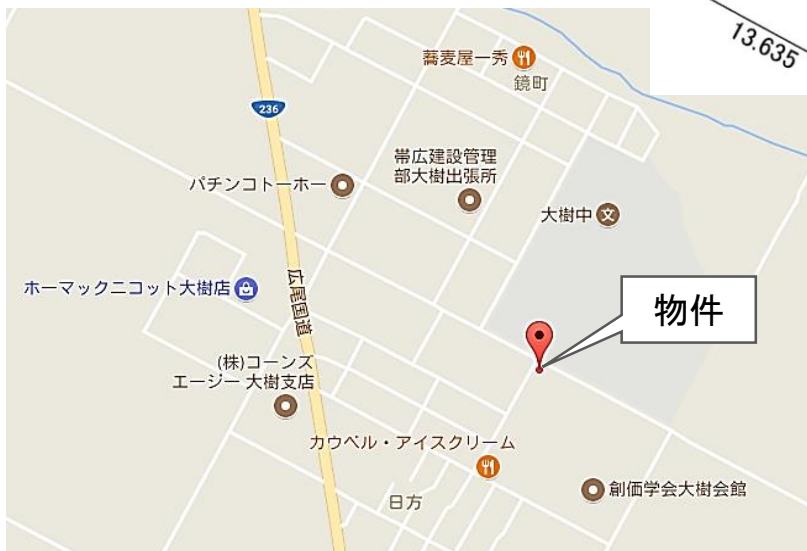 13.635
蕎麦屋一秀
鏡町
236
帯広建設管理
部大樹出張所
パチンコトーホー
大樹中
文
ホーマックニコット大樹店
広尾国道
物件
(株)コーンズ
エージー 大樹支店
カウベル・アイスクリーム
創価学会大樹会館
日方